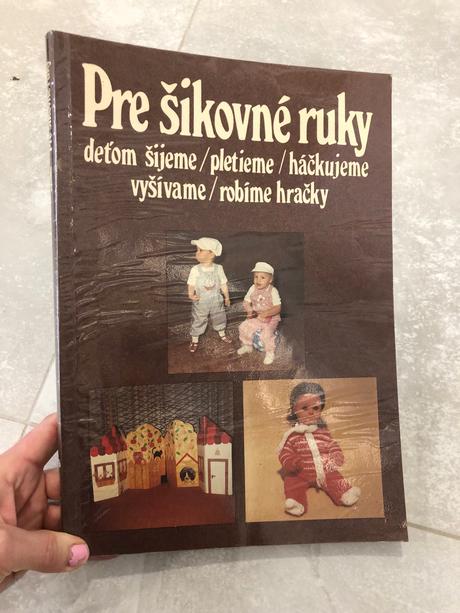 Pre šikovné ruky
deťom šijeme/pletieme/háčkujeme
vyšívame/robíme hračky